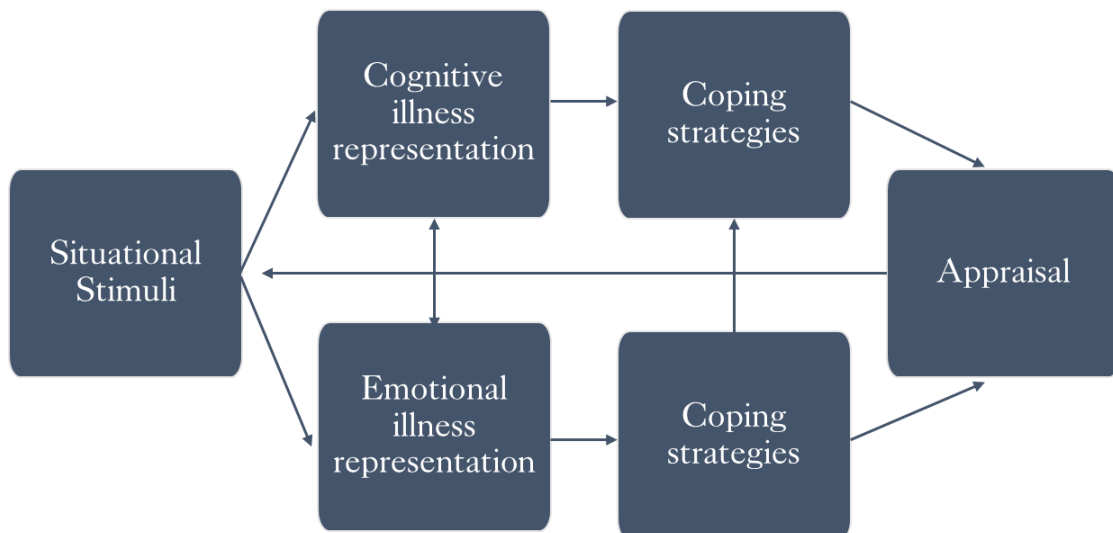 Situational
Stimuli
Cognitive
illness
representation
Coping
strategies
Emotional
illness
representation
Coping
strategies
Appraisal